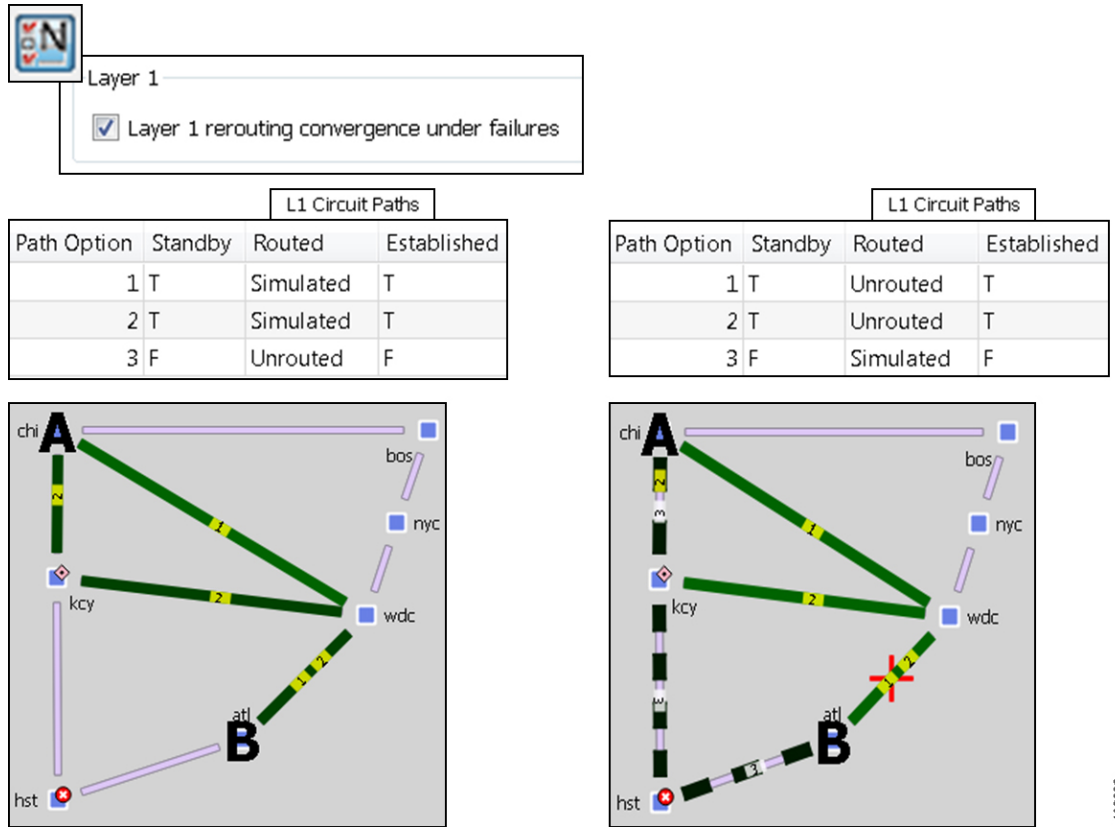 N
Layer 1
Layer 1 rerouting convergence under failures
L1 Circuit Paths
Path Option Standby Routed Established
1 T Simulated T
2 T Simulated T
3 F Unrouted F
L1 Circuit Paths
Path Option Standby Routed Established
1 T Unrouted T
2 T Unrouted T
3 F Simulated F
chi
A
bos
2
1
nyc
kcy
2
wdc
1 2
atl
B
hst
chi
A
bos
2
3
1
nyc
kcy
2
wdc
1 2
3
atl
B
3
hst